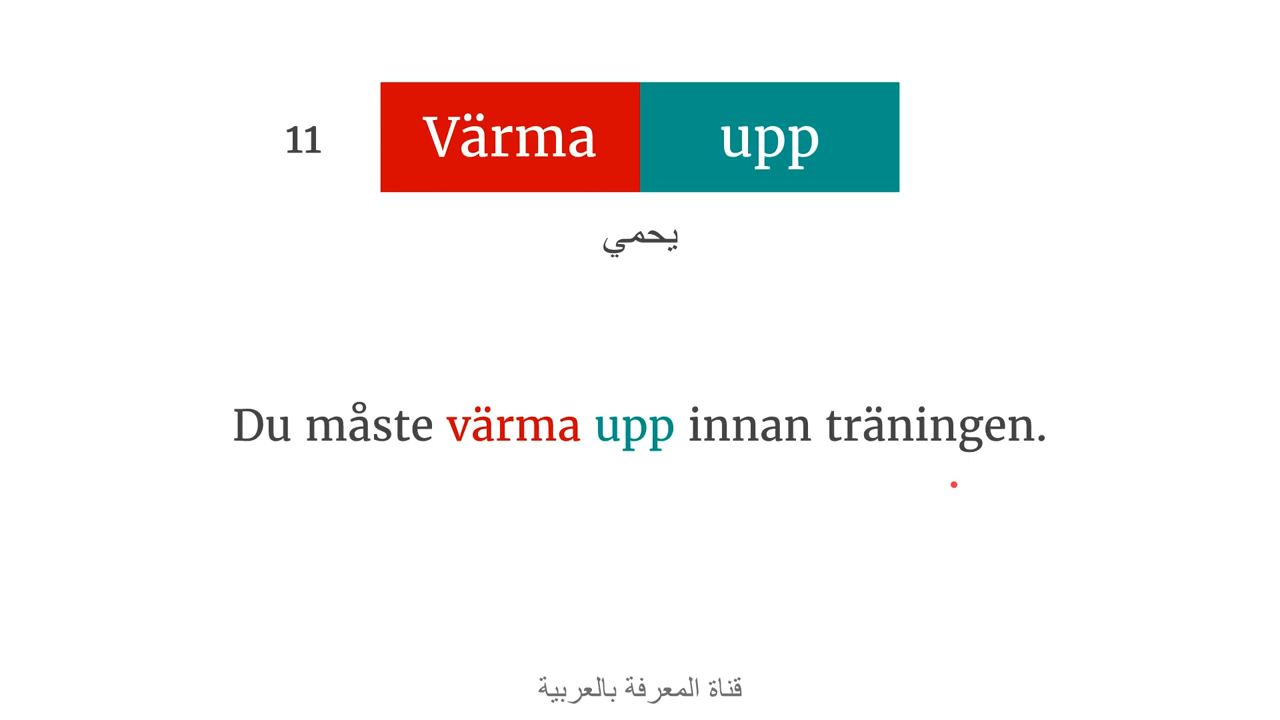 11 Värma upp
يحمي
Du måste värma upp innan träningen.
قناة المعرفة بالعربية